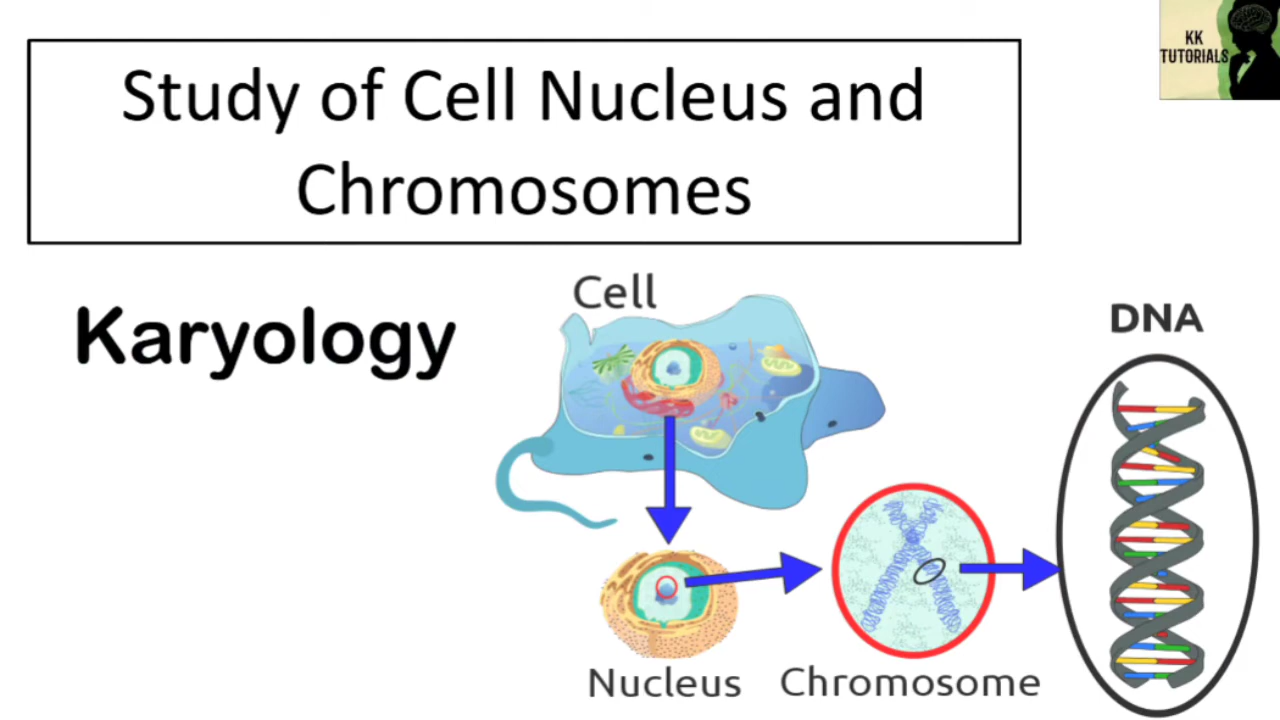 KK
TUTORIALS
Study of Cell Nucleus and
Chromosomes
Karyology
Cell
DNA
Nucleus
Chromosome